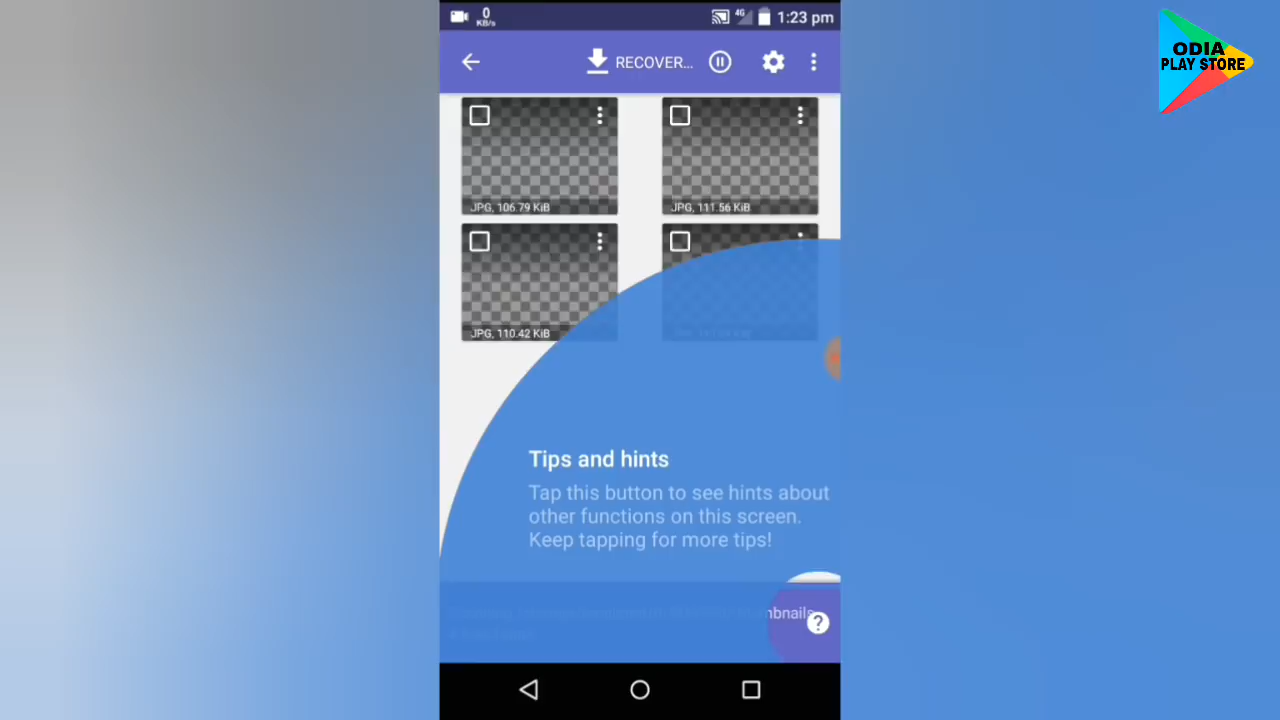 0
KB/s
4G
1:23 pm
ODIA
PLAY STORE
RECOVER...
JPG, 106.79 KiB
JPG, 111.56 KiB
JPG, 110.42 KiB
Tips and hints
Tap this button to see hints about
other functions on this screen.
Keep tapping for more tips!
?